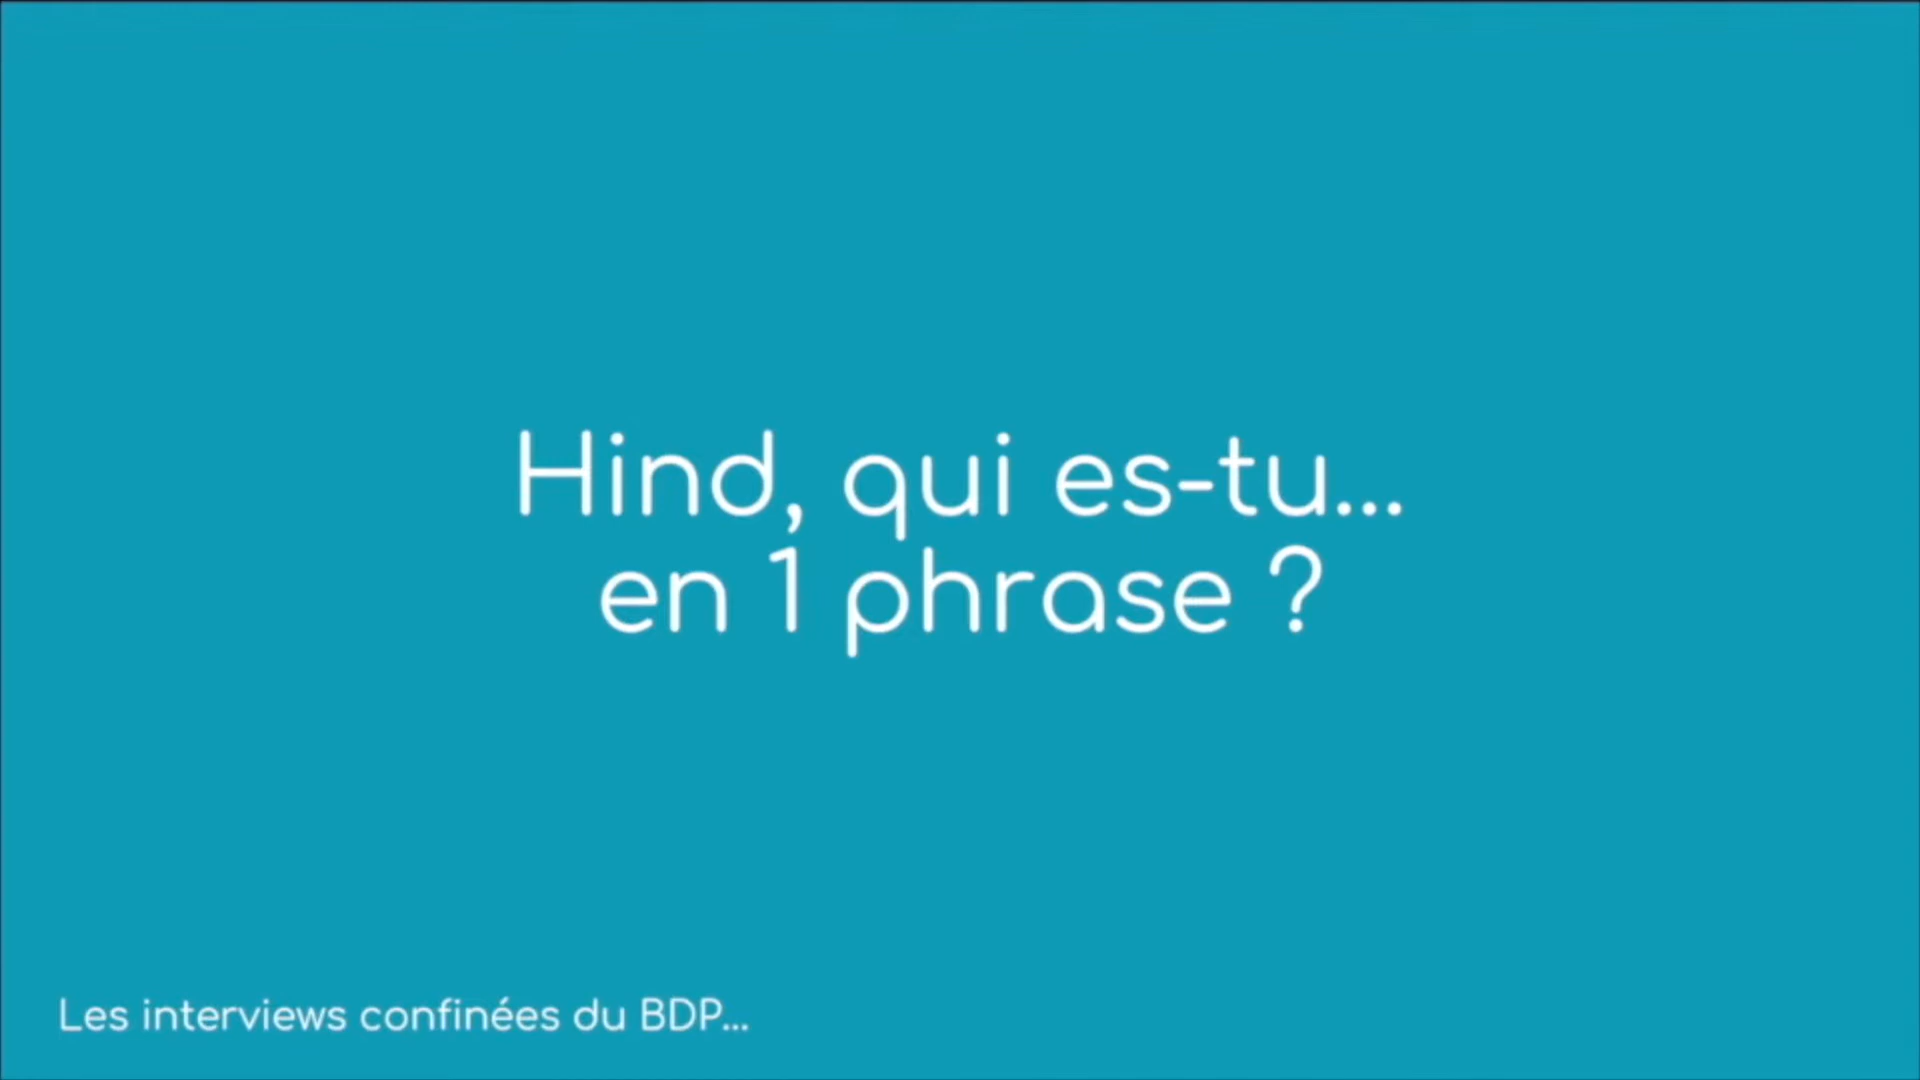 Hind, qui es-tu...
en 1 phrase ?
Les interviews confinées du BDP...